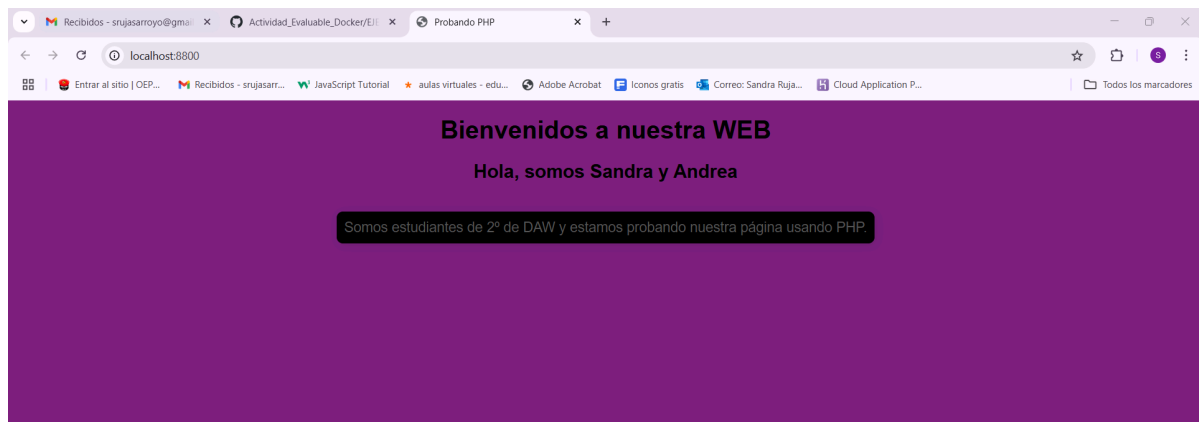 Recibidos - srujasarroyo@gmai
Actividad_Evaluable_Docker/EJE
Probando PHP
localhost:8800
S
Entrar al sitio | OEP...
Recibidos - srujasarr...
JavaScript Tutorial
aulas virtuales - edu...
Adobe Acrobat
Iconos gratis
Correo: Sandra Ruja...
Cloud Application P...
Todos los marcadores
Bienvenidos a nuestra WEB
Hola, somos Sandra y Andrea
Somos estudiantes de 2º de DAW y estamos probando nuestra página usando PHP.